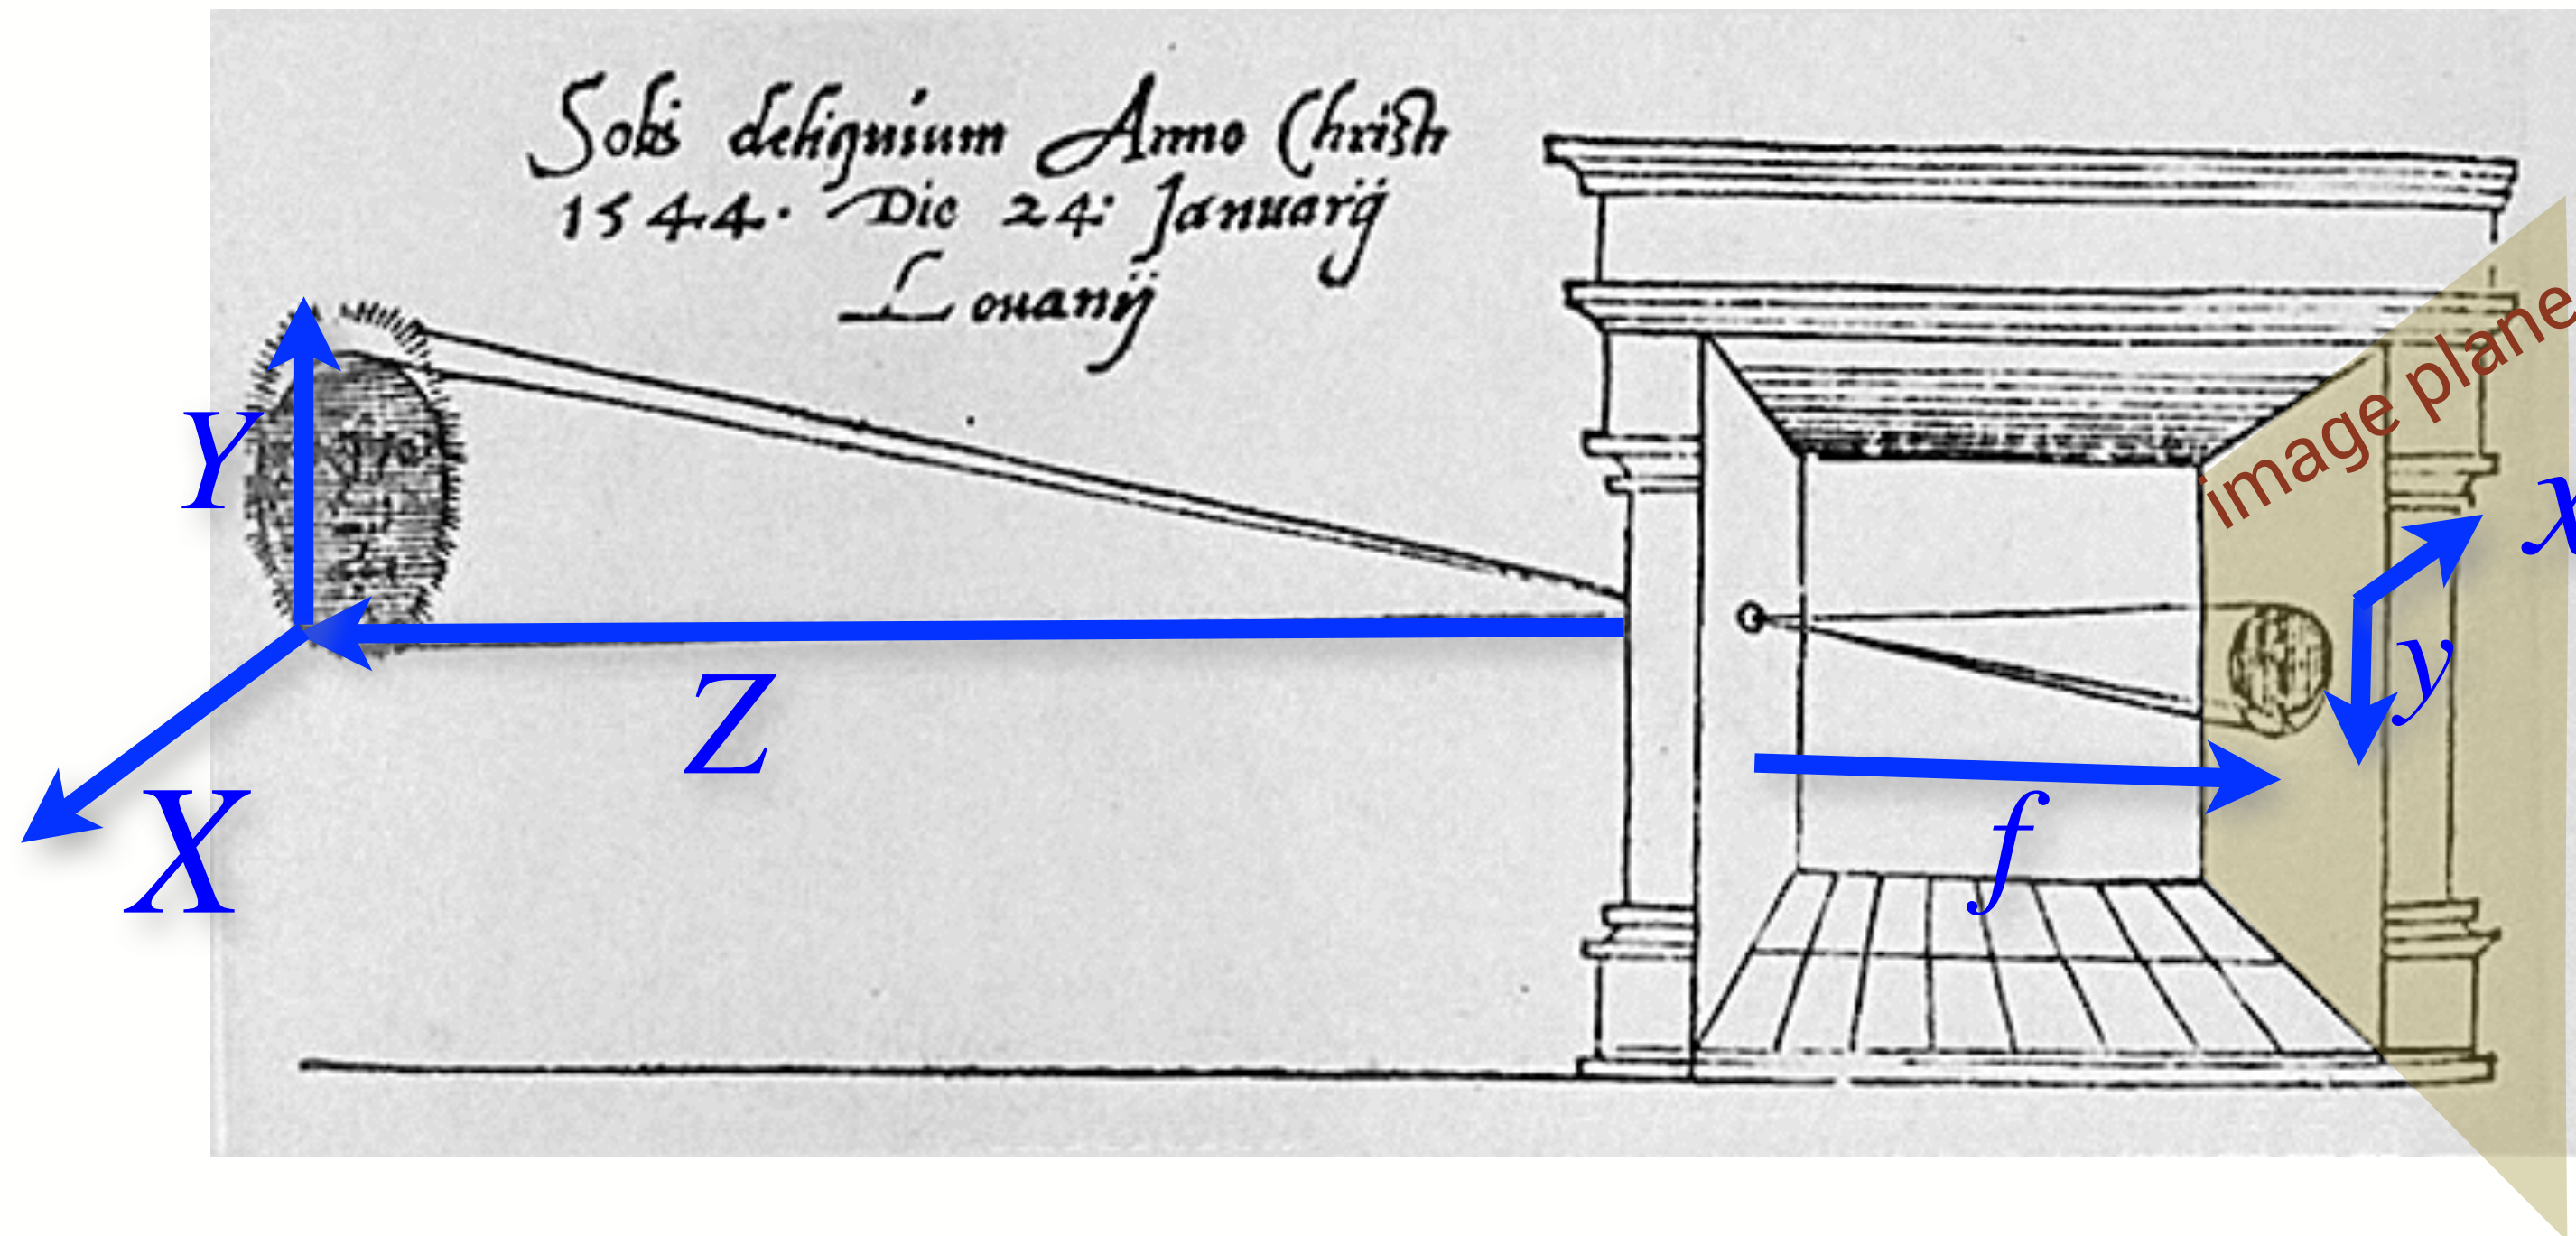 Solis deliquium Anno Christi
1544. Die 24: Januarij
Louanij
image plane
Y
X
Z
f
x
y